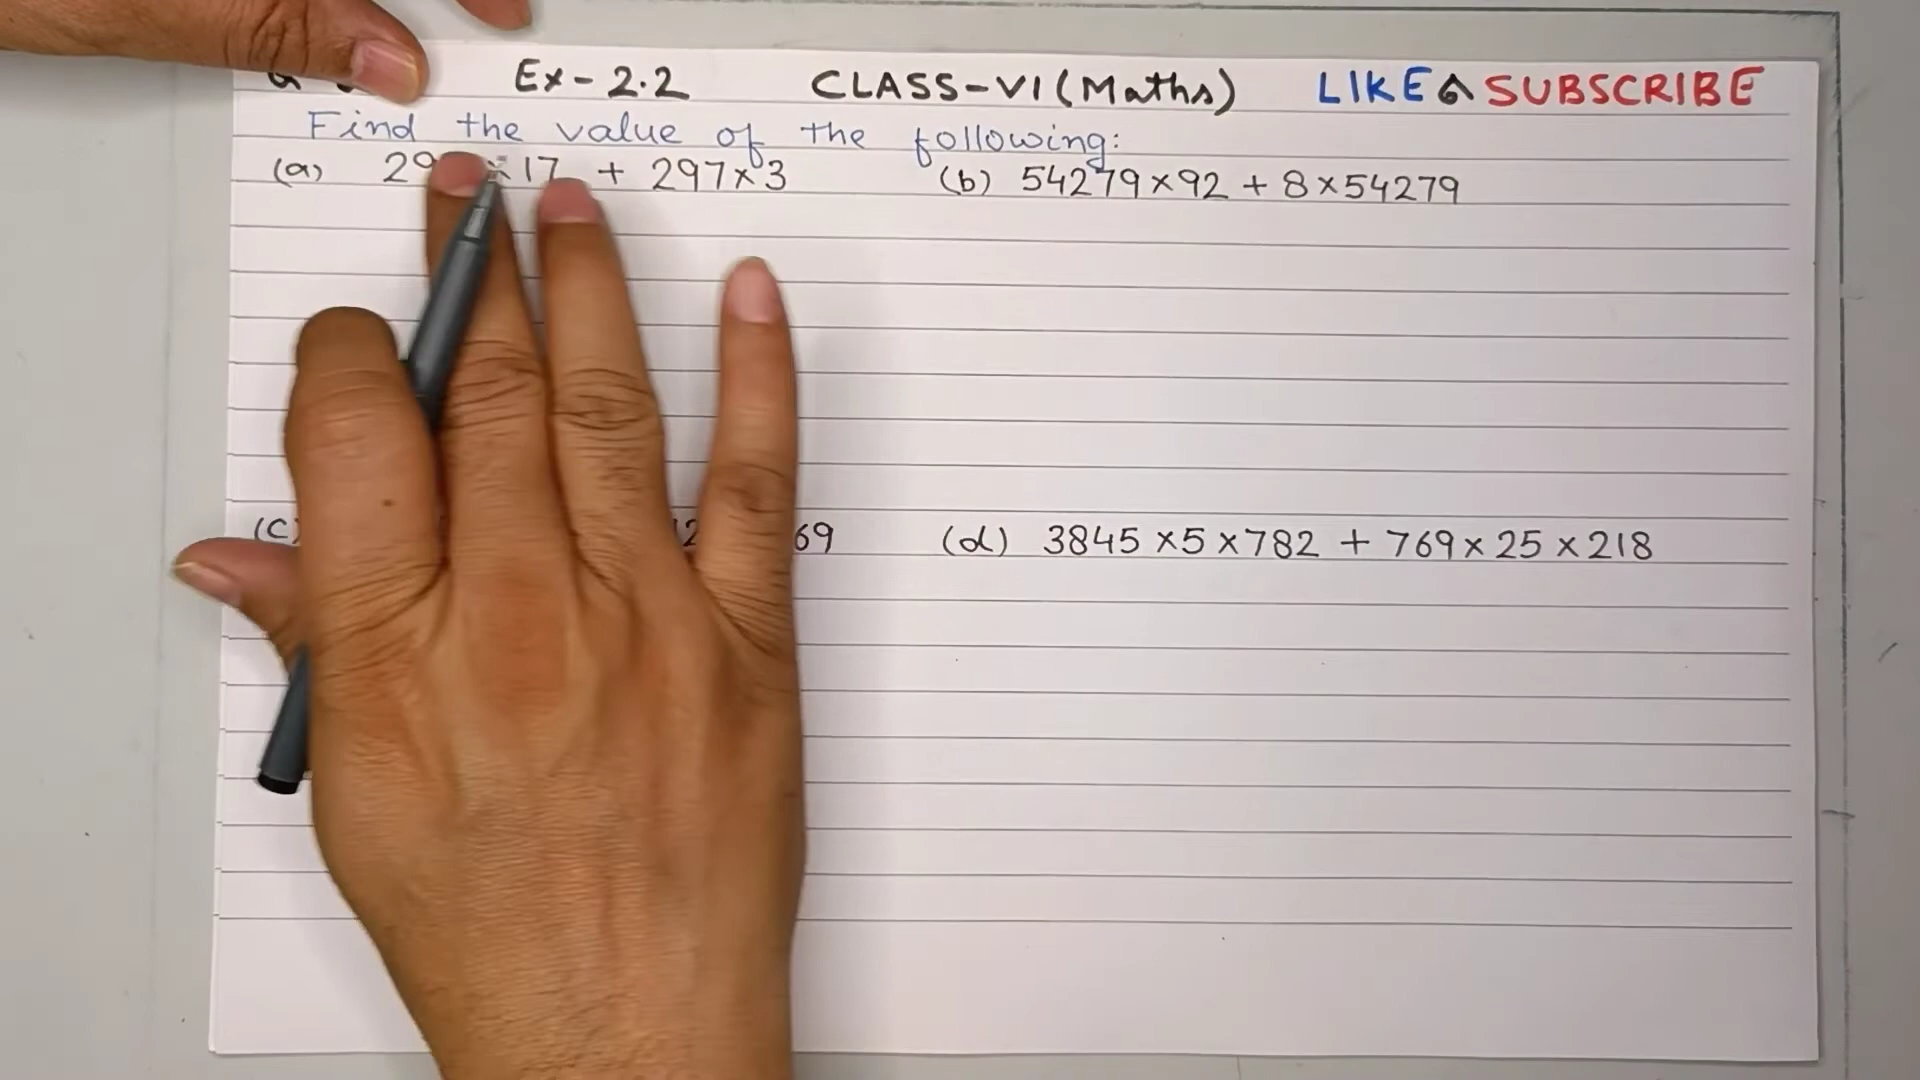 Ex-2.2 CLASS-VI (Maths) LIKE & SUBSCRIBE
Find the value of the following:
(a) ×17 + 297×3 (b) 54279×92 + 8×54279
(c) 69 (d) 3845×5×782 + 769×25×218